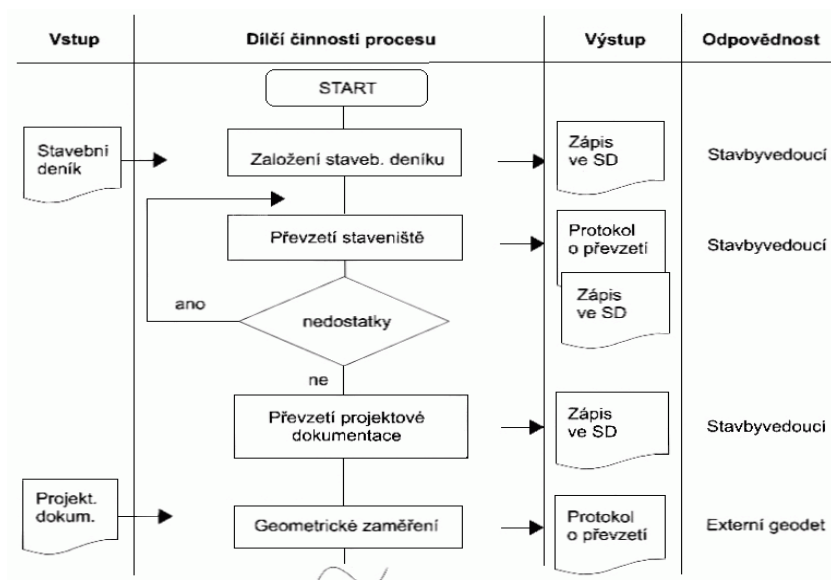 Vstup
Dílčí činnosti procesu
Výstup
Odpovědnost
START
Stavební
deník
Založení staveb. deníku
Zápis
ve SD
Stavbyvedoucí
Převzetí staveniště
Protokol
o převzetí
Stavbyvedoucí
Zápis
ve SD
ano
nedostatky
ne
Převzetí projektové
dokumentace
Zápis
ve SD
Stavbyvedoucí
Projekt.
dokum.
Geometrické zaměření
Protokol
o převzetí
Externí geodet